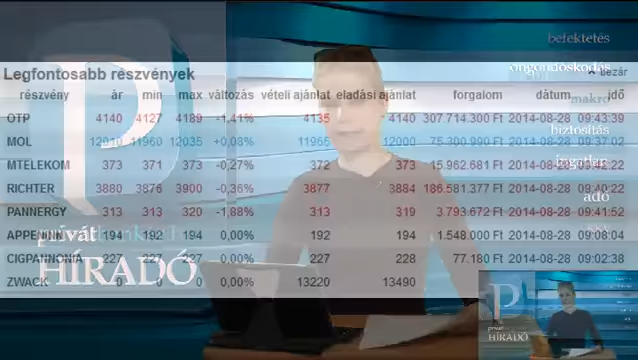 befektetés
öngondoskodás
Legfontosabb részvények
bezár
részvény ár min max változás vételi ajánlat eladási ajánlat forgalom dátum idő
makro
OTP 4140 4127 4189 -1,41% 4135 4140 307.714.300 Ft 2014-08-28 09:43:39
MOL 12010 11960 12035 +0,08% 11965 12000 75.300.990 Ft 2014-08-28 09:37:02
biztosítás
MTELEKOM 373 371 373 -0,27% 372 373 15.962.681 Ft 2014-08-28 09:42:22
ingatlan
RICHTER 3880 3876 3900 -0,36% 3877 3884 186.581.377 Ft 2014-08-28 09:40:22
adó
PANNERGY 313 313 320 -1,88% 313 319 3.793.672 Ft 2014-08-28 09:41:52
APPENINN 194 192 194 0,00% 192 194 1.548.000 Ft 2014-08-28 09:08:04
privátbankár.hu
CIGPANNONIA 227 227 227 0,00% 227 228 77.180 Ft 2014-08-28 09:02:38
HÍRADÓ
ZWACK 0 0 0 0,00% 13220 13490
P
P
privát
HÍRADÓ